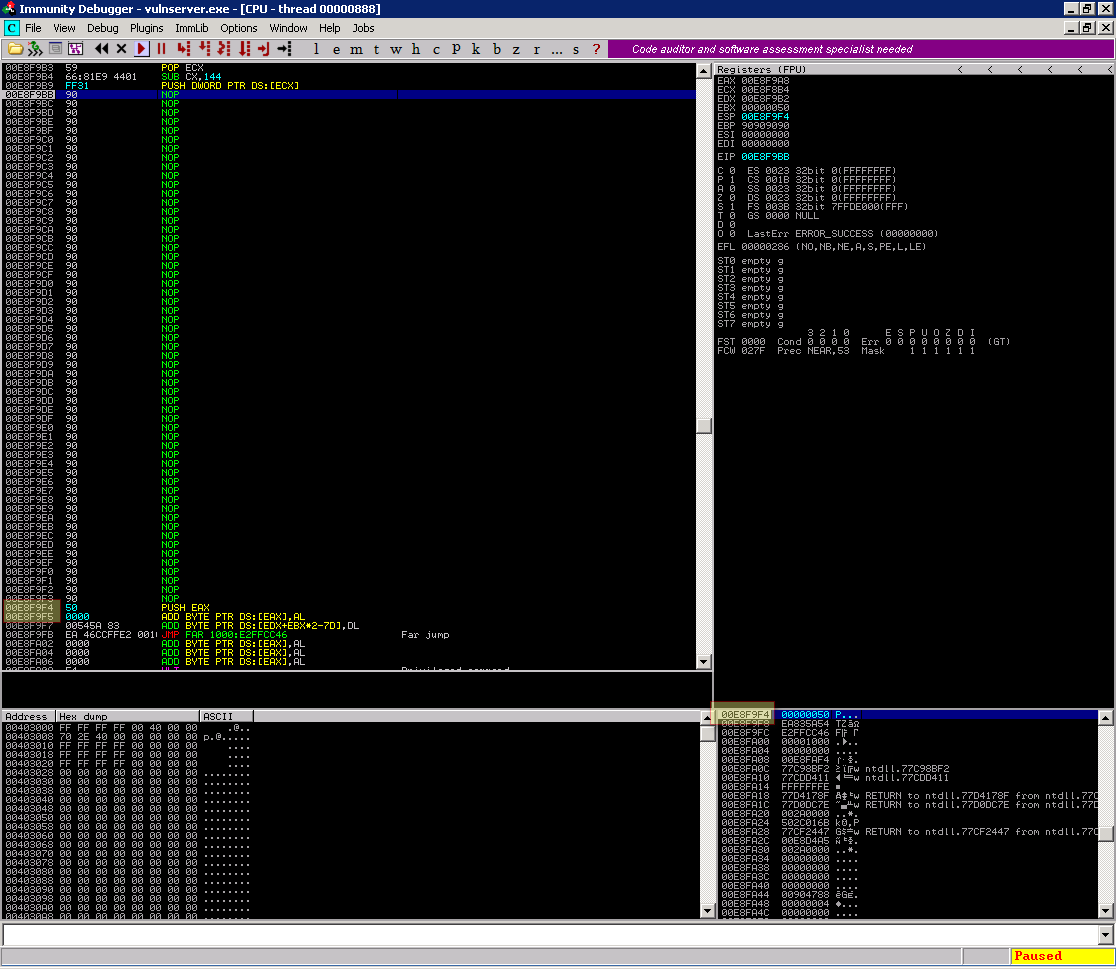 Immunity Debugger - vulnserver.exe - [CPU - thread 00000888]
C File View Debug Plugins ImmLib Options Window Help Jobs
l e m t w h c P k b z r ... s ? Code auditor and software assessment specialist needed
00E8F9B3 59 POP ECX
00E8F9B4 66:81E9 4401 SUB CX,144
00E8F9B9 FF31 PUSH DWORD PTR DS:[ECX]
00E8F9BB 90 NOP
00E8F9BC 90 NOP
00E8F9BD 90 NOP
00E8F9BE 90 NOP
00E8F9BF 90 NOP
00E8F9C0 90 NOP
00E8F9C1 90 NOP
00E8F9C2 90 NOP
00E8F9C3 90 NOP
00E8F9C4 90 NOP
00E8F9C5 90 NOP
00E8F9C6 90 NOP
00E8F9C7 90 NOP
00E8F9C8 90 NOP
00E8F9C9 90 NOP
00E8F9CA 90 NOP
00E8F9CB 90 NOP
00E8F9CC 90 NOP
00E8F9CD 90 NOP
00E8F9CE 90 NOP
00E8F9CF 90 NOP
00E8F9D0 90 NOP
00E8F9D1 90 NOP
00E8F9D2 90 NOP
00E8F9D3 90 NOP
00E8F9D4 90 NOP
00E8F9D5 90 NOP
00E8F9D6 90 NOP
00E8F9D7 90 NOP
00E8F9D8 90 NOP
00E8F9D9 90 NOP
00E8F9DA 90 NOP
00E8F9DB 90 NOP
00E8F9DC 90 NOP
00E8F9DD 90 NOP
00E8F9DE 90 NOP
00E8F9DF 90 NOP
00E8F9E0 90 NOP
00E8F9E1 90 NOP
00E8F9E2 90 NOP
00E8F9E3 90 NOP
00E8F9E4 90 NOP
00E8F9E5 90 NOP
00E8F9E6 90 NOP
00E8F9E7 90 NOP
00E8F9E8 90 NOP
00E8F9E9 90 NOP
00E8F9EA 90 NOP
00E8F9EB 90 NOP
00E8F9EC 90 NOP
00E8F9ED 90 NOP
00E8F9EE 90 NOP
00E8F9EF 90 NOP
00E8F9F0 90 NOP
00E8F9F1 90 NOP
00E8F9F2 90 NOP
00E8F9F3 90 NOP
00E8F9F4 50 PUSH EAX
00E8F9F5 0000 ADD BYTE PTR DS:[EAX],AL
00E8F9F7 00545A 83 ADD BYTE PTR DS:[EDX+EBX*2-7D],DL
00E8F9FB EA 46CCFFE2 001 JMP FAR 1000:E2FFCC46 Far jump
00E8FA02 0000 ADD BYTE PTR DS:[EAX],AL
00E8FA04 0000 ADD BYTE PTR DS:[EAX],AL
00E8FA06 0000 ADD BYTE PTR DS:[EAX],AL
Registers (FPU) < < < < < <
EAX 00E8F9A8
ECX 00E8F8B4
EDX 00E8F9B2
EBX 00000050
ESP 00E8F9F4
EBP 90909090
ESI 00000000
EDI 00000000
EIP 00E8F9BB
C 0 ES 0023 32bit 0(FFFFFFFF)
P 1 CS 001B 32bit 0(FFFFFFFF)
A 0 SS 0023 32bit 0(FFFFFFFF)
Z 0 DS 0023 32bit 0(FFFFFFFF)
S 1 FS 003B 32bit 7FFDE000(FFF)
T 0 GS 0000 NULL
D 0
O 0 LastErr ERROR_SUCCESS (00000000)
EFL 00000286 (NO,NB,NE,A,S,PE,L,LE)
ST0 empty g
ST1 empty g
ST2 empty g
ST3 empty g
ST4 empty g
ST5 empty g
ST6 empty g
ST7 empty g
3 2 1 0 E S P U O Z D I
FST 0000 Cond 0 0 0 0 Err 0 0 0 0 0 0 0 0 (GT)
FCW 027F Prec NEAR,53 Mask 1 1 1 1 1 1
Address Hex dump ASCII
00403000 FF FF FF FF 00 40 00 00 .@..
00403008 70 2E 40 00 00 00 00 00 p.@.....
00403010 FF FF FF FF 00 00 00 00 ....
00403018 FF FF FF FF 00 00 00 00 ....
00403020 FF FF FF FF 00 00 00 00 ....
00403028 00 00 00 00 00 00 00 00 ........
00403030 00 00 00 00 00 00 00 00 ........
00403038 00 00 00 00 00 00 00 00 ........
00403040 00 00 00 00 00 00 00 00 ........
00403048 00 00 00 00 00 00 00 00 ........
00403050 00 00 00 00 00 00 00 00 ........
00403058 00 00 00 00 00 00 00 00 ........
00403060 00 00 00 00 00 00 00 00 ........
00403068 00 00 00 00 00 00 00 00 ........
00403070 00 00 00 00 00 00 00 00 ........
00403078 00 00 00 00 00 00 00 00 ........
00403080 00 00 00 00 00 00 00 00 ........
00403088 00 00 00 00 00 00 00 00 ........
00403090 00 00 00 00 00 00 00 00 ........
00403098 00 00 00 00 00 00 00 00 ........
004030A0 00 00 00 00 00 00 00 00 ........
004030A8 00 00 00 00 00 00 00 00 ........
00E8F9F4 00000050 P...
00E8F9F8 EA835A54 TZâΩ
00E8F9FC E2FFCC46
00E8FA00 00001000
00E8FA04 00000000 ....
00E8FA08 00E8FAF4
00E8FA0C 77C98BF2 ntdll.77C98BF2
00E8FA10 77CDD411 ntdll.77CDD411
00E8FA14 FFFFFFFE
00E8FA18 77D4178F RETURN to ntdll.77D4178F from ntdll.77C
00E8FA1C 77D0DC7E RETURN to ntdll.77D0DC7E from ntdll.77C
00E8FA20 002A0000 ..*.
00E8FA24 502C016B
00E8FA28 77CF2447 RETURN to ntdll.77CF2447 from ntdll.77C
00E8FA2C 00E8D4A5
00E8FA30 002A0000 ..*.
00E8FA34 00000000 ....
00E8FA38 00000000 ....
00E8FA3C 00000000 ....
00E8FA40 00000000 ....
00E8FA44 00904788
00E8FA48 00000004 ♦...
00E8FA4C 00000000 ....
Paused